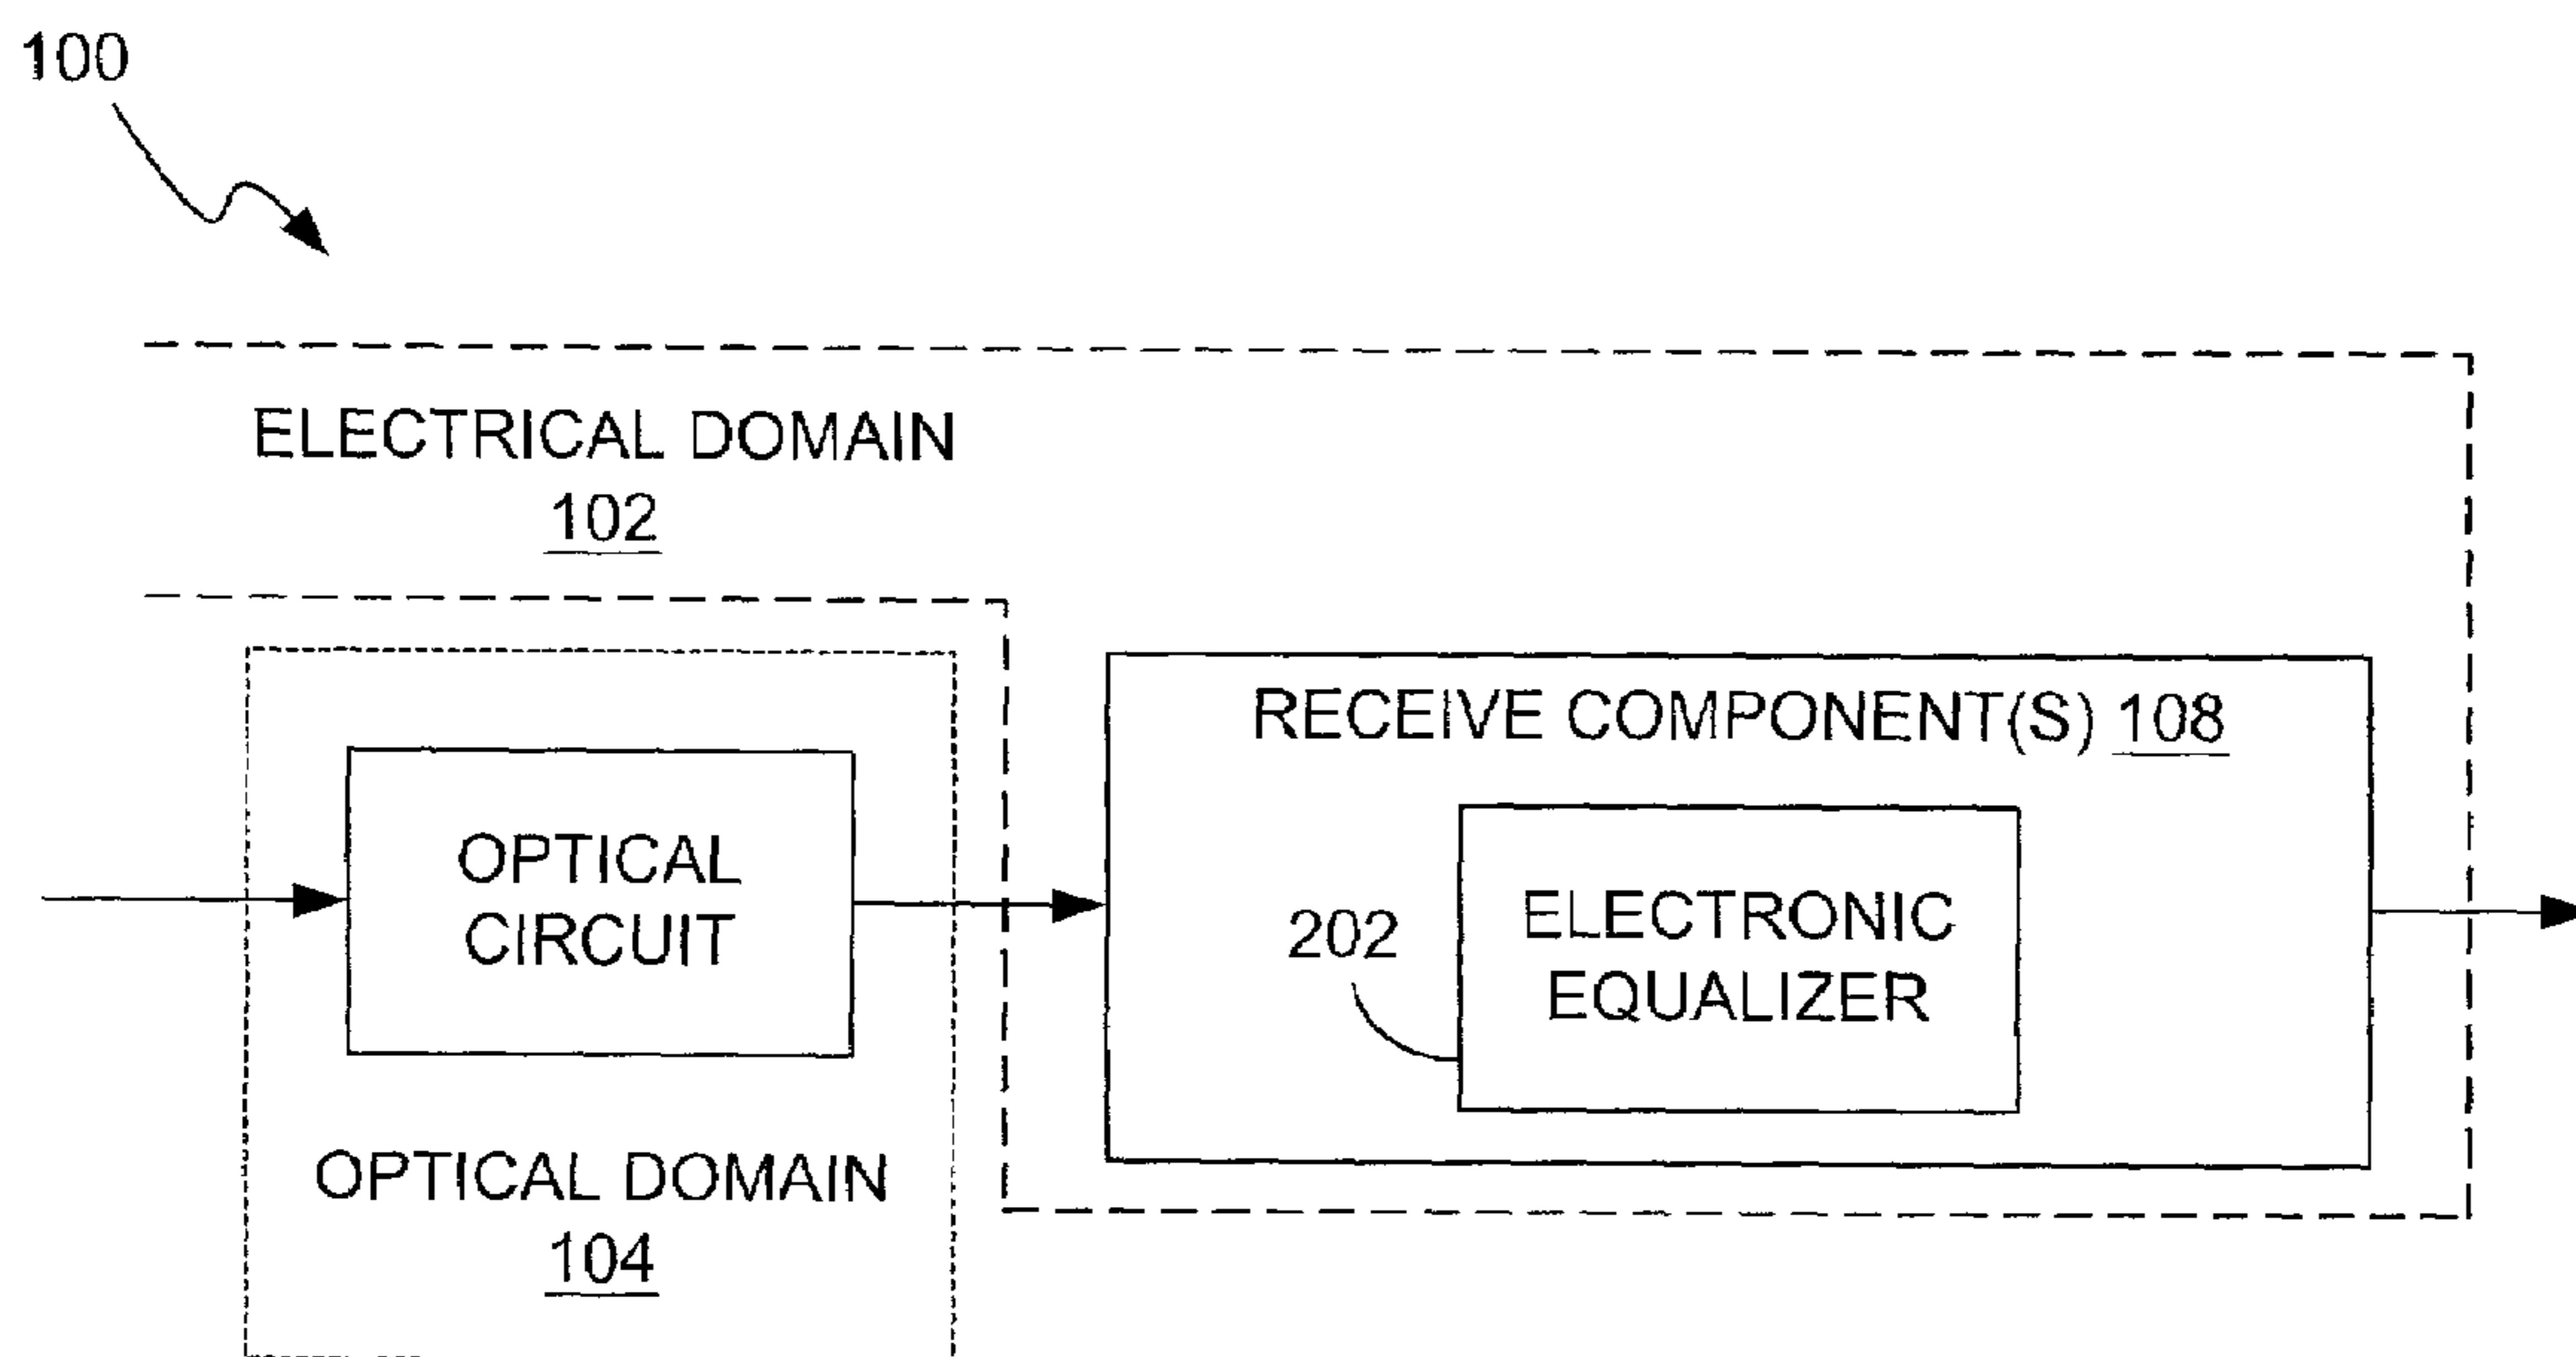 100
ELECTRICAL DOMAIN
102
RECEIVE COMPONENT(S) 108
OPTICAL
CIRCUIT
202
ELECTRONIC
EQUALIZER
OPTICAL DOMAIN
104